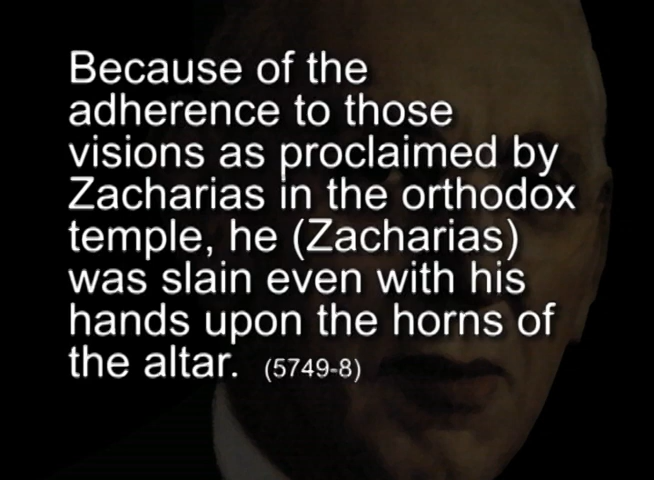 Because of the
adherence to those
visions as proclaimed by
Zacharias in the orthodox
temple, he (Zacharias)
was slain even with his
hands upon the horns of
the altar. (5749-8)